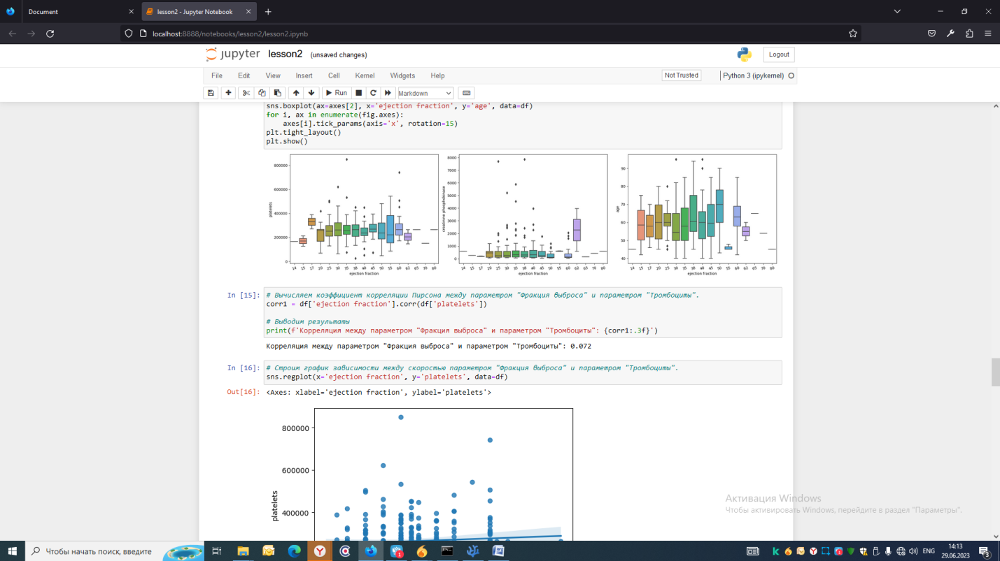 Document
lesson2 - Jupyter Notebook
localhost:8888/notebooks/lesson2/lesson2.ipynb
jupyter lesson2 (unsaved changes)
Logout
File Edit View Insert Cell Kernel Widgets Help
Not Trusted
Python 3 (ipykernel)
Run
Markdown
sns.boxplot(ax=axes[2], x='ejection fraction', y='age', data=df)
for i, ax in enumerate(fig.axes):
    axes[i].tick_params(axis='x', rotation=15)
plt.tight_layout()
plt.show()
800000
600000
400000
200000
0
platelets
14 15 17 20 25 30 35 38 40 45 50 55 60 62 65 70 80
ejection fraction
8000
7000
6000
5000
4000
3000
2000
1000
0
creatinine phosphokinase
14 15 17 20 25 30 35 38 40 45 50 55 60 62 65 70 80
ejection fraction
90
80
70
60
50
40
age
14 15 17 20 25 30 35 38 40 45 50 55 60 62 65 70 80
ejection fraction
In [15]:
# Вычисляем коэффициент корреляции Пирсона между параметром "Фракция выброса" и параметром "Тромбоциты".
corr1 = df['ejection fraction'].corr(df['platelets'])
# Выводим результаты
print(f'Корреляция между параметром "Фракция выброса" и параметром "Тромбоциты": {corr1:.3f}')
Корреляция между параметром "Фракция выброса" и параметром "Тромбоциты": 0.072
In [16]:
# Строим график зависимости между скоростью параметром "Фракция выброса" и параметром "Тромбоциты".
sns.regplot(x='ejection fraction', y='platelets', data=df)
Out[16]:
<Axes: xlabel='ejection fraction', ylabel='platelets'>
800000
600000
400000
platelets
Активация Windows
Чтобы активировать Windows, перейдите в раздел "Параметры".
Чтобы начать поиск, введите
1
ENG
14:13
29.06.2023
3